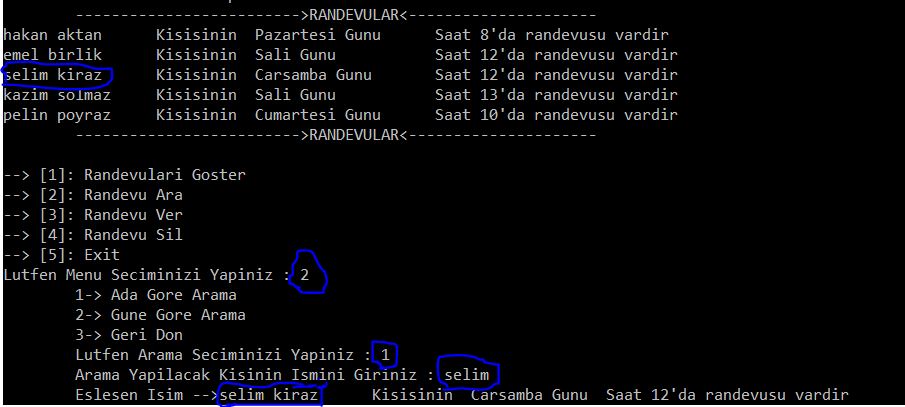 ------------------------->RANDEVULAR<---------------------
hakan aktan Kisisinin Pazartesi Gunu Saat 8'da randevusu vardir
emel birlik Kisisinin Sali Gunu Saat 12'da randevusu vardir
selim kiraz Kisisinin Carsamba Gunu Saat 12'da randevusu vardir
kazim solmaz Kisisinin Sali Gunu Saat 13'da randevusu vardir
pelin poyraz Kisisinin Cumartesi Gunu Saat 10'da randevusu vardir
------------------------->RANDEVULAR<---------------------
--> [1]: Randevulari Goster
--> [2]: Randevu Ara
--> [3]: Randevu Ver
--> [4]: Randevu Sil
--> [5]: Exit
Lutfen Menu Seciminizi Yapiniz : 2
1-> Ada Gore Arama
2-> Gune Gore Arama
3-> Geri Don
Lutfen Arama Seciminizi Yapiniz : 1
Arama Yapilacak Kisinin Ismini Giriniz : selim
Eslesen Isim -->selim kiraz Kisisinin Carsamba Gunu Saat 12'da randevusu vardir